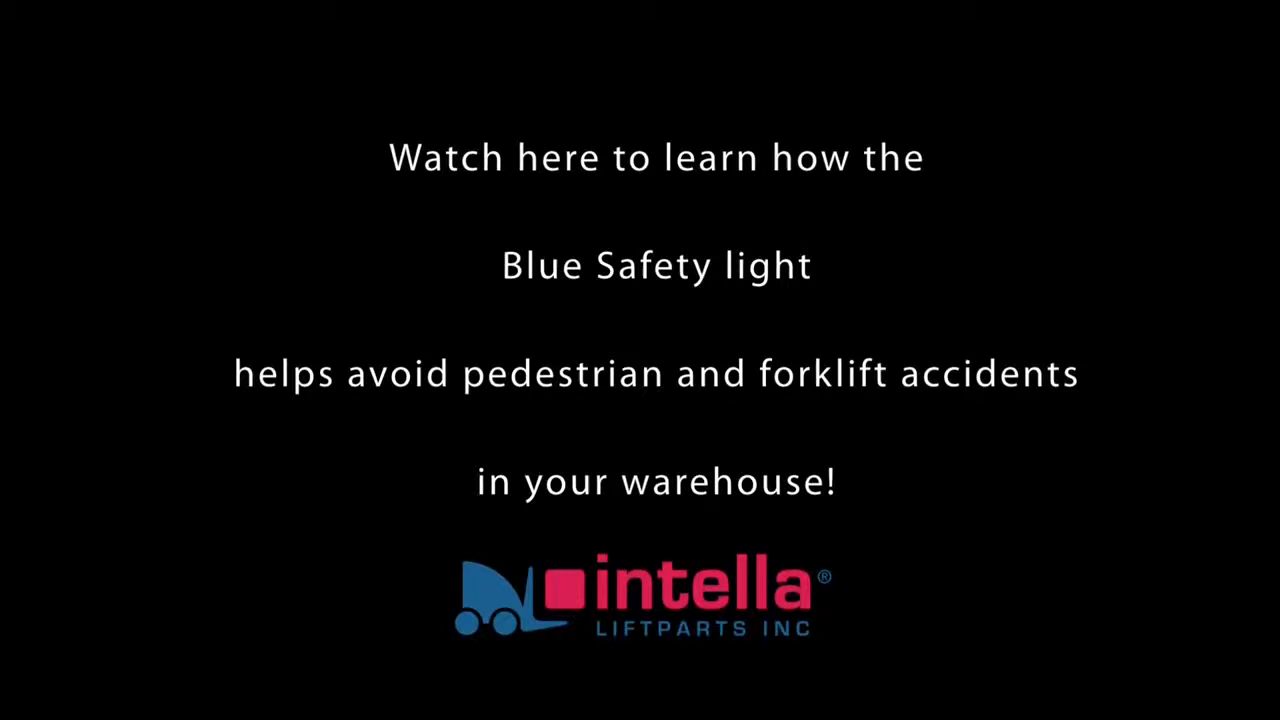 Watch here to learn how the
Blue Safety light
helps avoid pedestrian and forklift accidents
in your warehouse!
intella®
LIFTPARTS INC